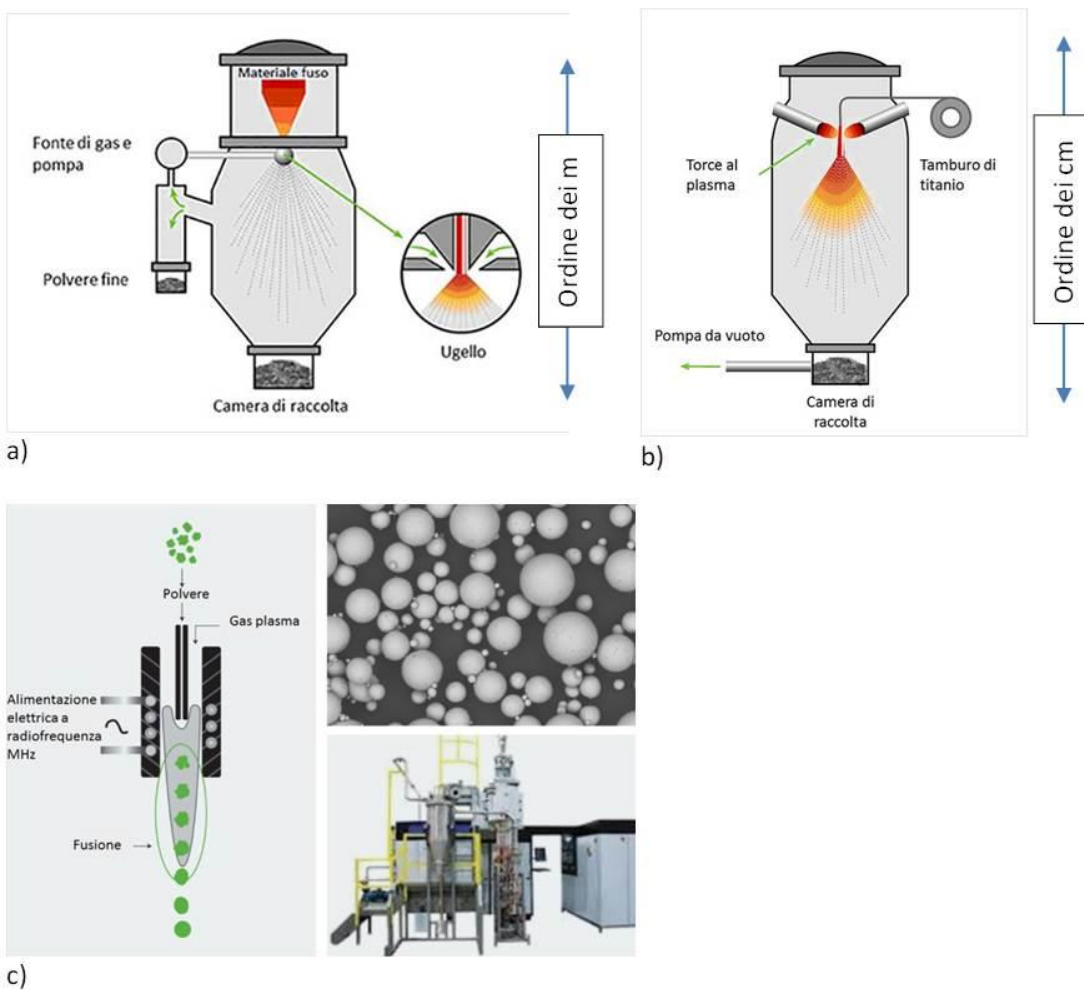 Materiale fuso
Fonte di gas e
pompa
Polvere fine
Ugello
Camera di raccolta
Ordine dei m
a)
Torce al
plasma
Tamburo di
titanio
Pompa da vuoto
Camera di
raccolta
Ordine dei cm
b)
Polvere
Gas plasma
Alimentazione
elettrica a
radiofrequenza
MHz
Fusione
c)